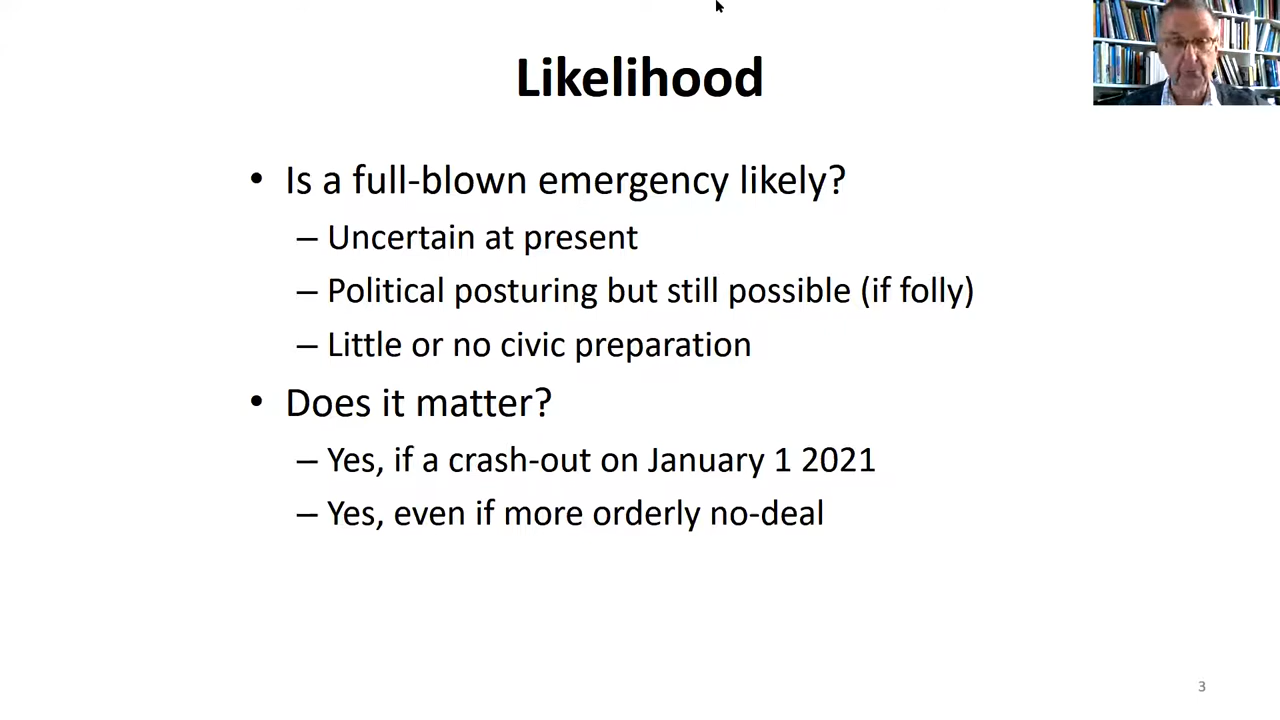 Likelihood
• Is a full-blown emergency likely?
– Uncertain at present
– Political posturing but still possible (if folly)
– Little or no civic preparation
• Does it matter?
– Yes, if a crash-out on January 1 2021
– Yes, even if more orderly no-deal
3